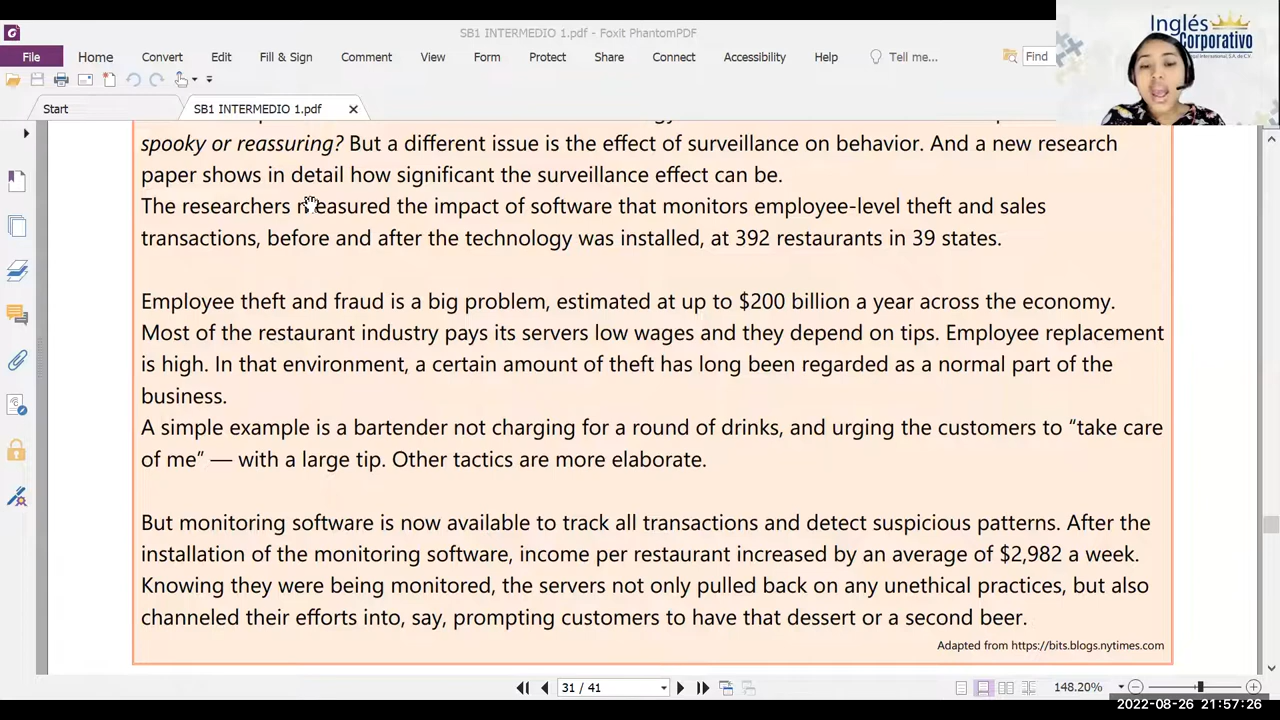 SB1 INTERMEDIO 1.pdf - Foxit PhantomPDF
File Home Convert Edit Fill & Sign Comment View Form Protect Share Connect Accessibility Help Tell me... Find
Inglés
Corporativo
Start SB1 INTERMEDIO 1.pdf
spooky or reassuring? But a different issue is the effect of surveillance on behavior. And a new research
paper shows in detail how significant the surveillance effect can be.
The researchers measured the impact of software that monitors employee-level theft and sales
transactions, before and after the technology was installed, at 392 restaurants in 39 states.
Employee theft and fraud is a big problem, estimated at up to $200 billion a year across the economy.
Most of the restaurant industry pays its servers low wages and they depend on tips. Employee replacement
is high. In that environment, a certain amount of theft has long been regarded as a normal part of the
business.
A simple example is a bartender not charging for a round of drinks, and urging the customers to “take care
of me” — with a large tip. Other tactics are more elaborate.
But monitoring software is now available to track all transactions and detect suspicious patterns. After the
installation of the monitoring software, income per restaurant increased by an average of $2,982 a week.
Knowing they were being monitored, the servers not only pulled back on any unethical practices, but also
channeled their efforts into, say, prompting customers to have that dessert or a second beer.
Adapted from https://bits.blogs.nytimes.com
31 / 41 148.20%
2022-08-26 21:57:26